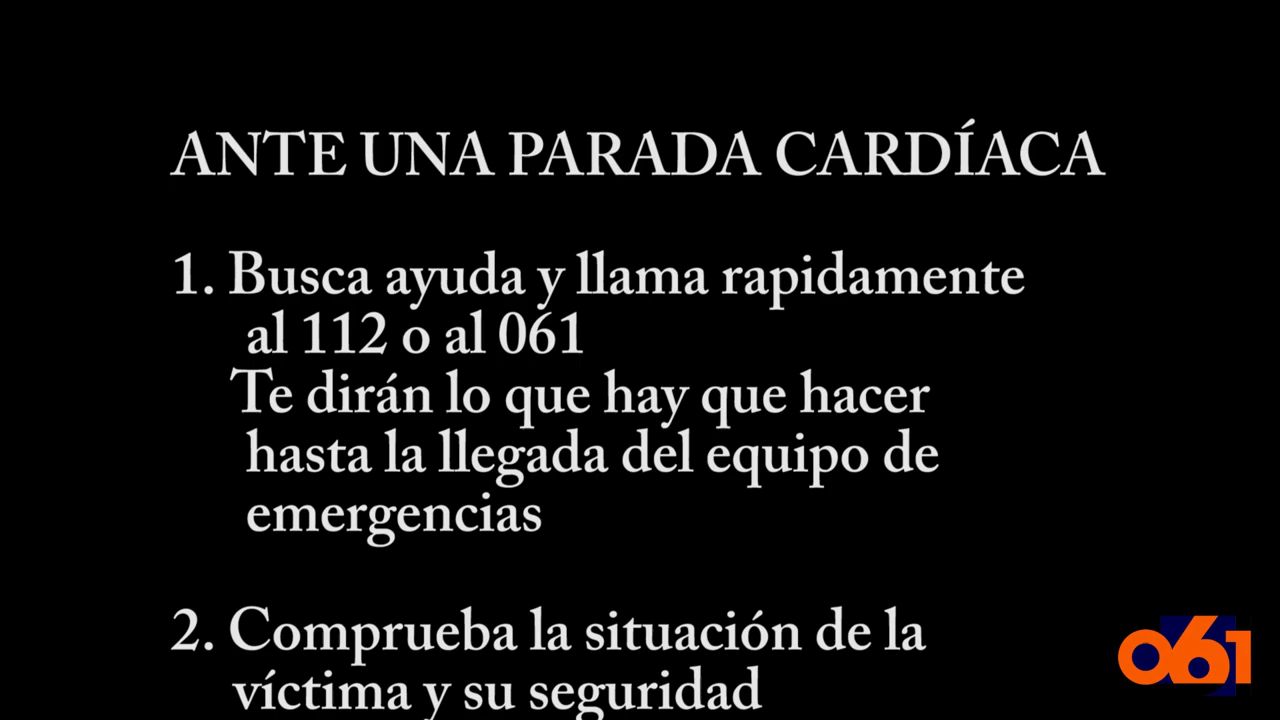 ANTE UNA PARADA CARDÍACA
1. Busca ayuda y llama rapidamente
al 112 o al 061
Te dirán lo que hay que hacer
hasta la llegada del equipo de
emergencias
2. Comprueba la situación de la
víctima y su seguridad
061